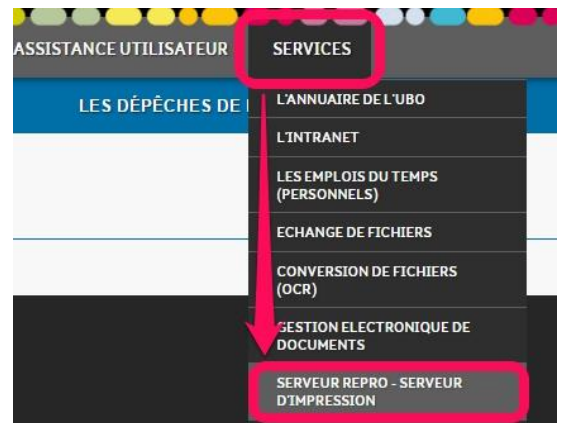 ASSISTANCE UTILISATEUR SERVICES
LES DÉPÊCHES DE
L'ANNUAIRE DE L'UBO
L'INTRANET
LES EMPLOIS DU TEMPS
(PERSONNELS)
ECHANGE DE FICHIERS
CONVERSION DE FICHIERS
(OCR)
GESTION ELECTRONIQUE DE
DOCUMENTS
SERVEUR REPRO - SERVEUR
D'IMPRESSION